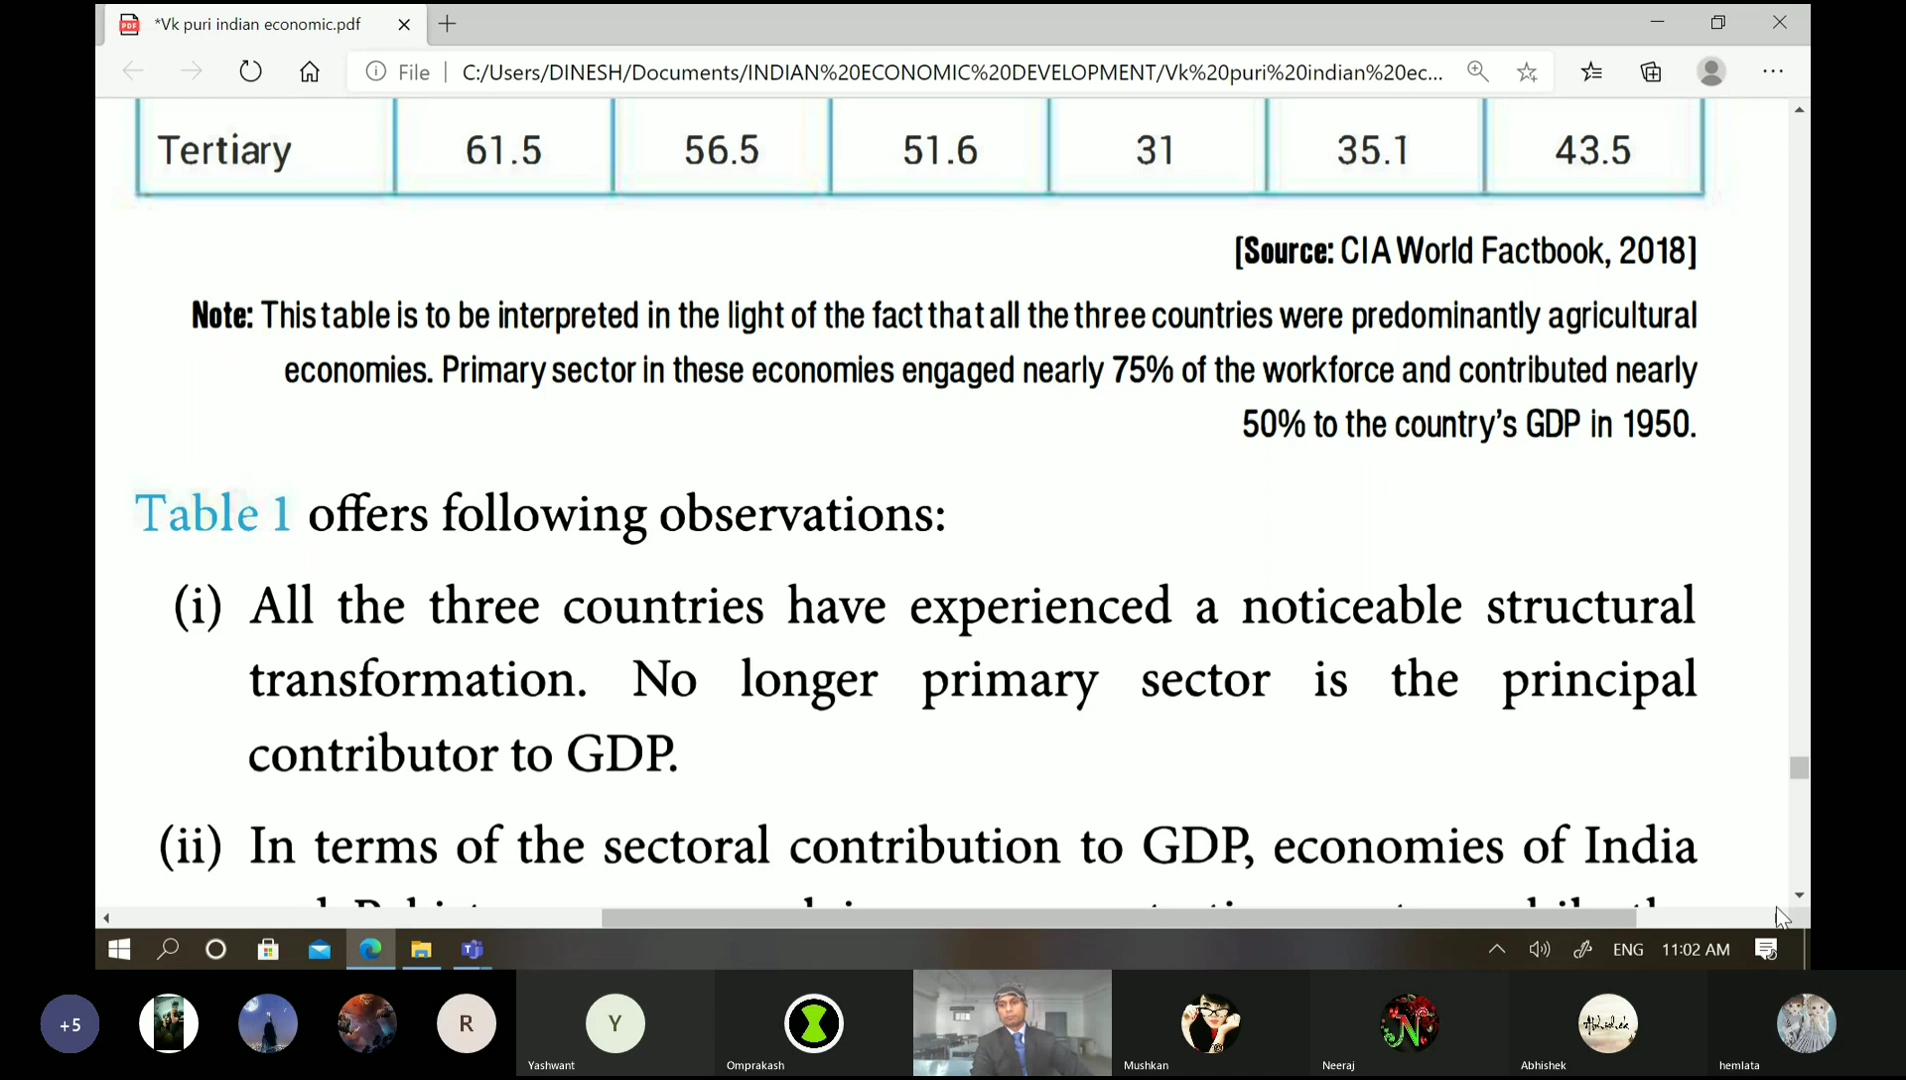 *Vk puri indian economic.pdf
File
C:/Users/DINESH/Documents/INDIAN%20ECONOMIC%20DEVELOPMENT/Vk%20puri%20indian%20ec...
Tertiary 61.5 56.5 51.6 31 35.1 43.5
[Source: CIA World Factbook, 2018]
Note: This table is to be interpreted in the light of the fact that all the three countries were predominantly agricultural
economies. Primary sector in these economies engaged nearly 75% of the workforce and contributed nearly
50% to the country's GDP in 1950.
Table 1 offers following observations:
(i) All the three countries have experienced a noticeable structural
transformation. No longer primary sector is the principal
contributor to GDP.
(ii) In terms of the sectoral contribution to GDP, economies of India
ENG 11:02 AM
+5
R
Y
Yashwant
Omprakash
Mushkan
N
Neeraj
Abhishek
Abhishek
hemlata